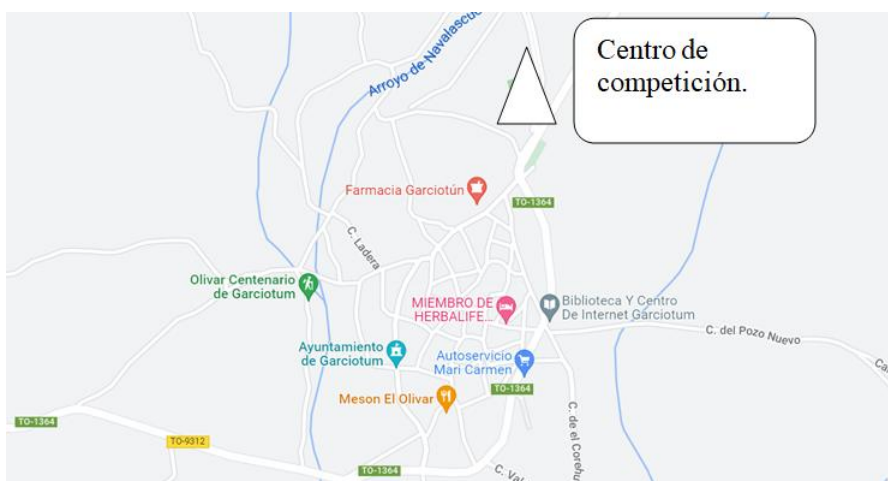 Centro de
competición.
Arroyo de Navalascue
Farmacia Garciotún
TO-1364
C. Ladera
Olivar Centenario
de Garciotum
MIEMBRO DE
HERBALIFE...
Biblioteca Y Centro
De Internet Garciotum
C. del Pozo Nuevo
Ayuntamiento
de Garciotum
Autoservicio
Mari Carmen
TO-1364
Meson El Olivar
C. de el Corehu
TO-1364
TO-9312
TO-1364